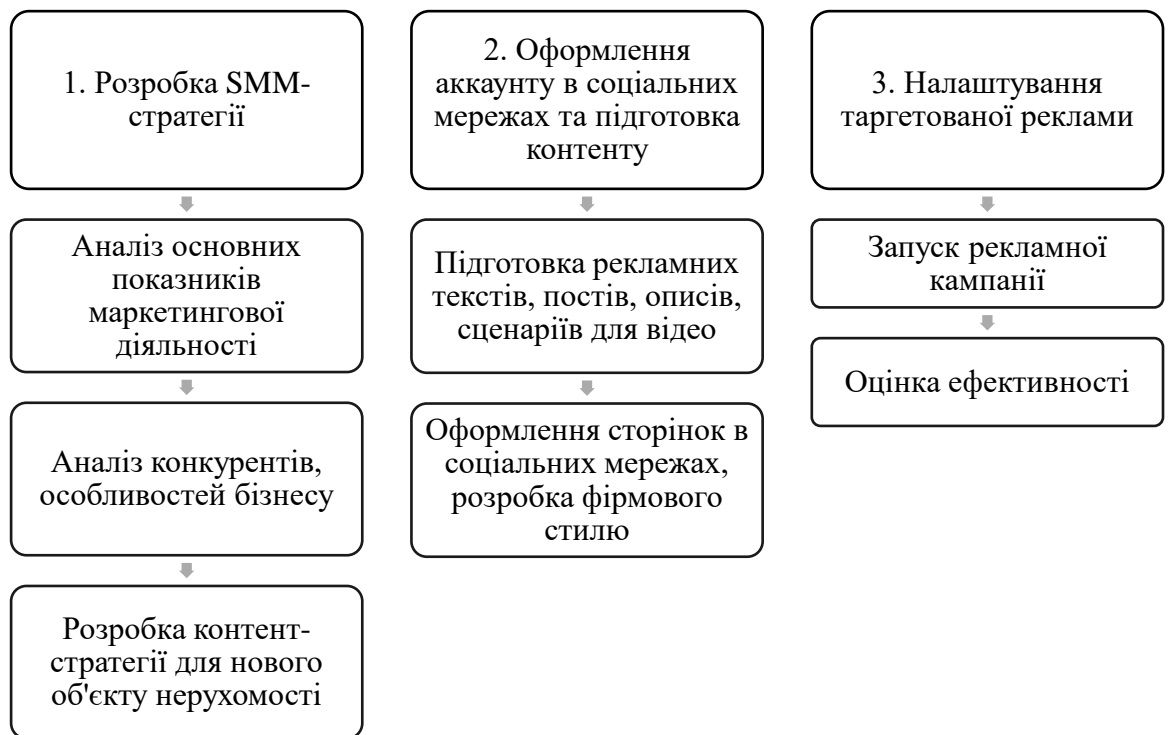 1. Розробка SMM-
стратегії
Аналіз основних
показників
маркетингової
діяльності
Аналіз конкурентів,
особливостей бізнесу
Розробка контент-
стратегії для нового
об'єкту нерухомості
2. Оформлення
аккаунту в соціальних
мережах та підготовка
контенту
Підготовка рекламних
текстів, постів, описів,
сценаріїв для відео
Оформлення сторінок в
соціальних мережах,
розробка фірмового
стилю
3. Налаштування
таргетованої реклами
Запуск рекламної
кампанії
Оцінка ефективності